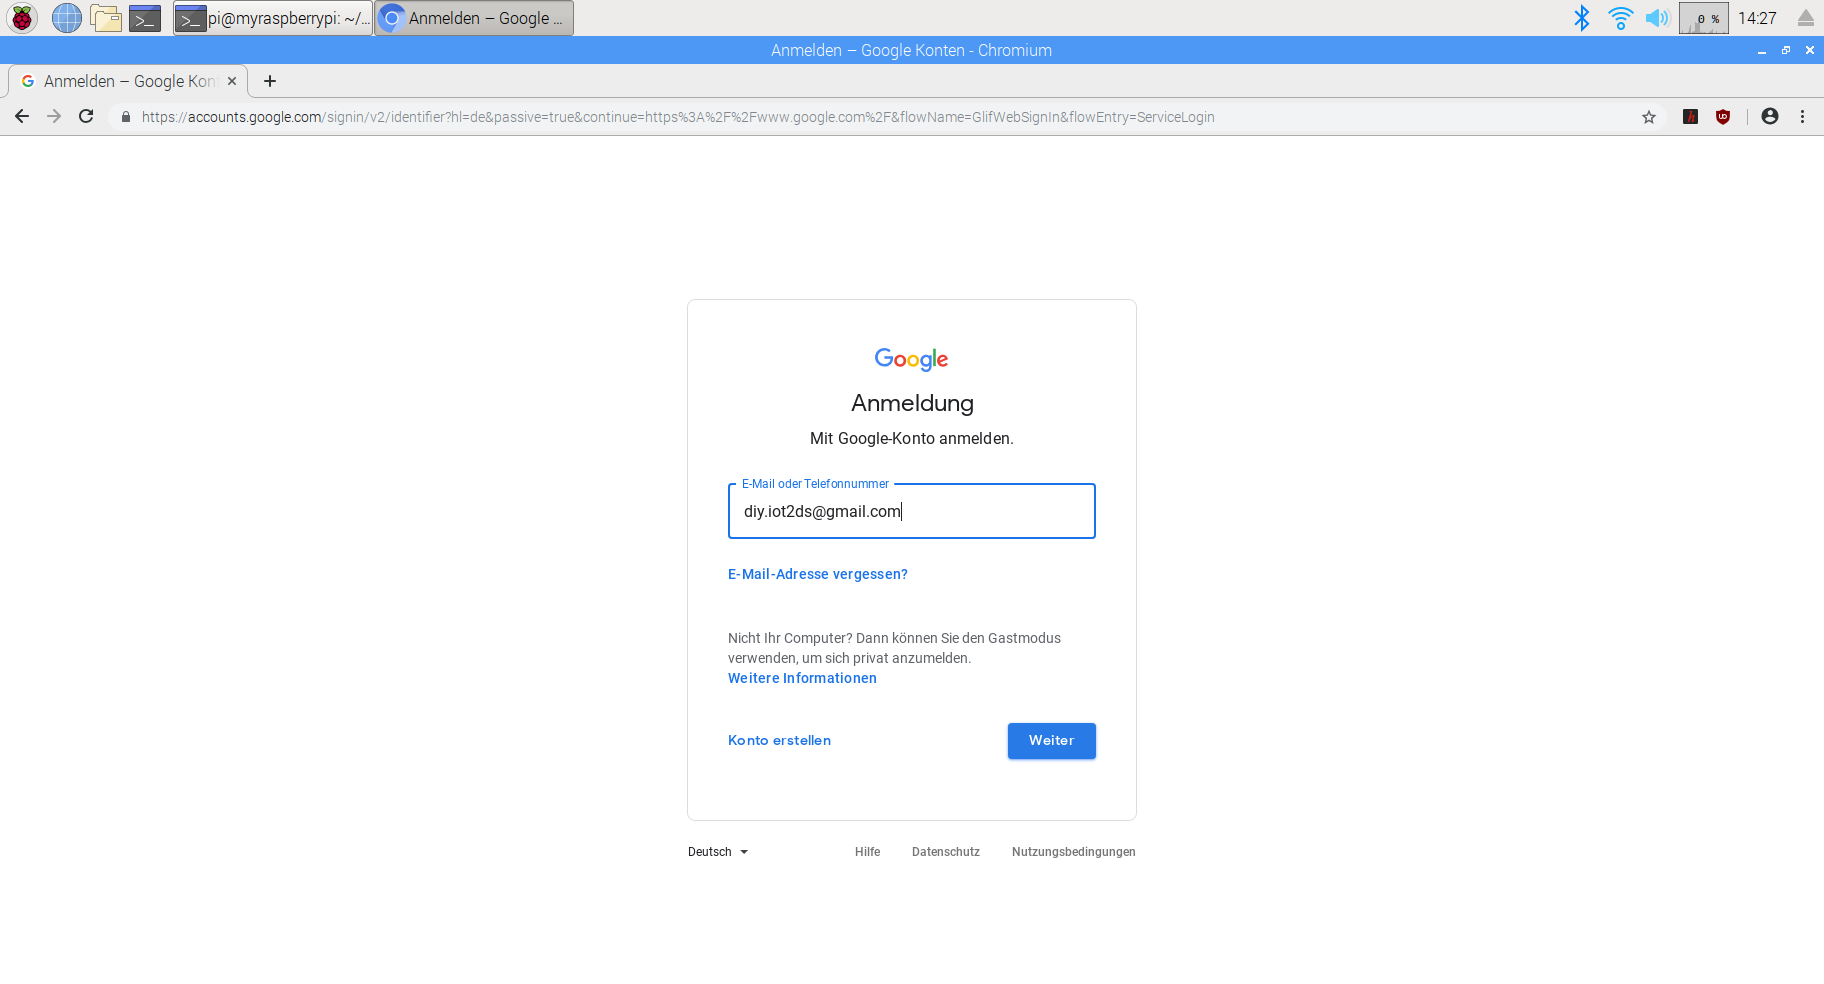 pi@myraspberrypi: ~/...
Anmelden – Google ...
0 %
14:27
Anmelden – Google Konten - Chromium
Anmelden – Google Kon
https://accounts.google.com/signin/v2/identifier?hl=de&passive=true&continue=https%3A%2F%2Fwww.google.com%2F&flowName=GlifWebSignIn&flowEntry=ServiceLogin
Google
Anmeldung
Mit Google-Konto anmelden.
E-Mail oder Telefonnummer
diy.iot2ds@gmail.com
E-Mail-Adresse vergessen?
Nicht Ihr Computer? Dann können Sie den Gastmodus
verwenden, um sich privat anzumelden.
Weitere Informationen
Konto erstellen
Weiter
Deutsch
Hilfe
Datenschutz
Nutzungsbedingungen